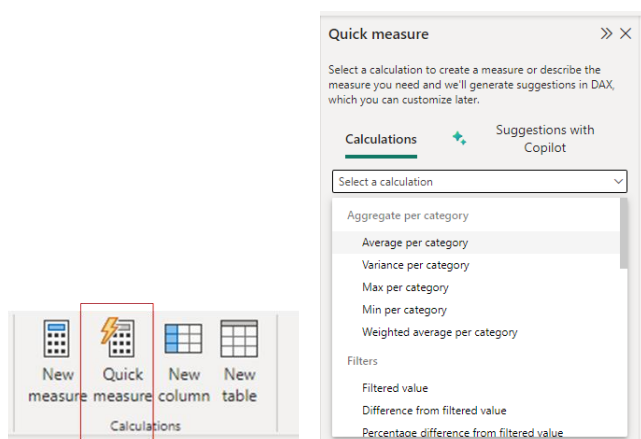 New measure
Quick measure
New column
New table
Calculations
Quick measure
Select a calculation to create a measure or describe the
measure you need and we'll generate suggestions in DAX,
which you can customize later.
Calculations
Suggestions with
Copilot
Select a calculation
Aggregate per category
Average per category
Variance per category
Max per category
Min per category
Weighted average per category
Filters
Filtered value
Difference from filtered value
Percentage difference from filtered value